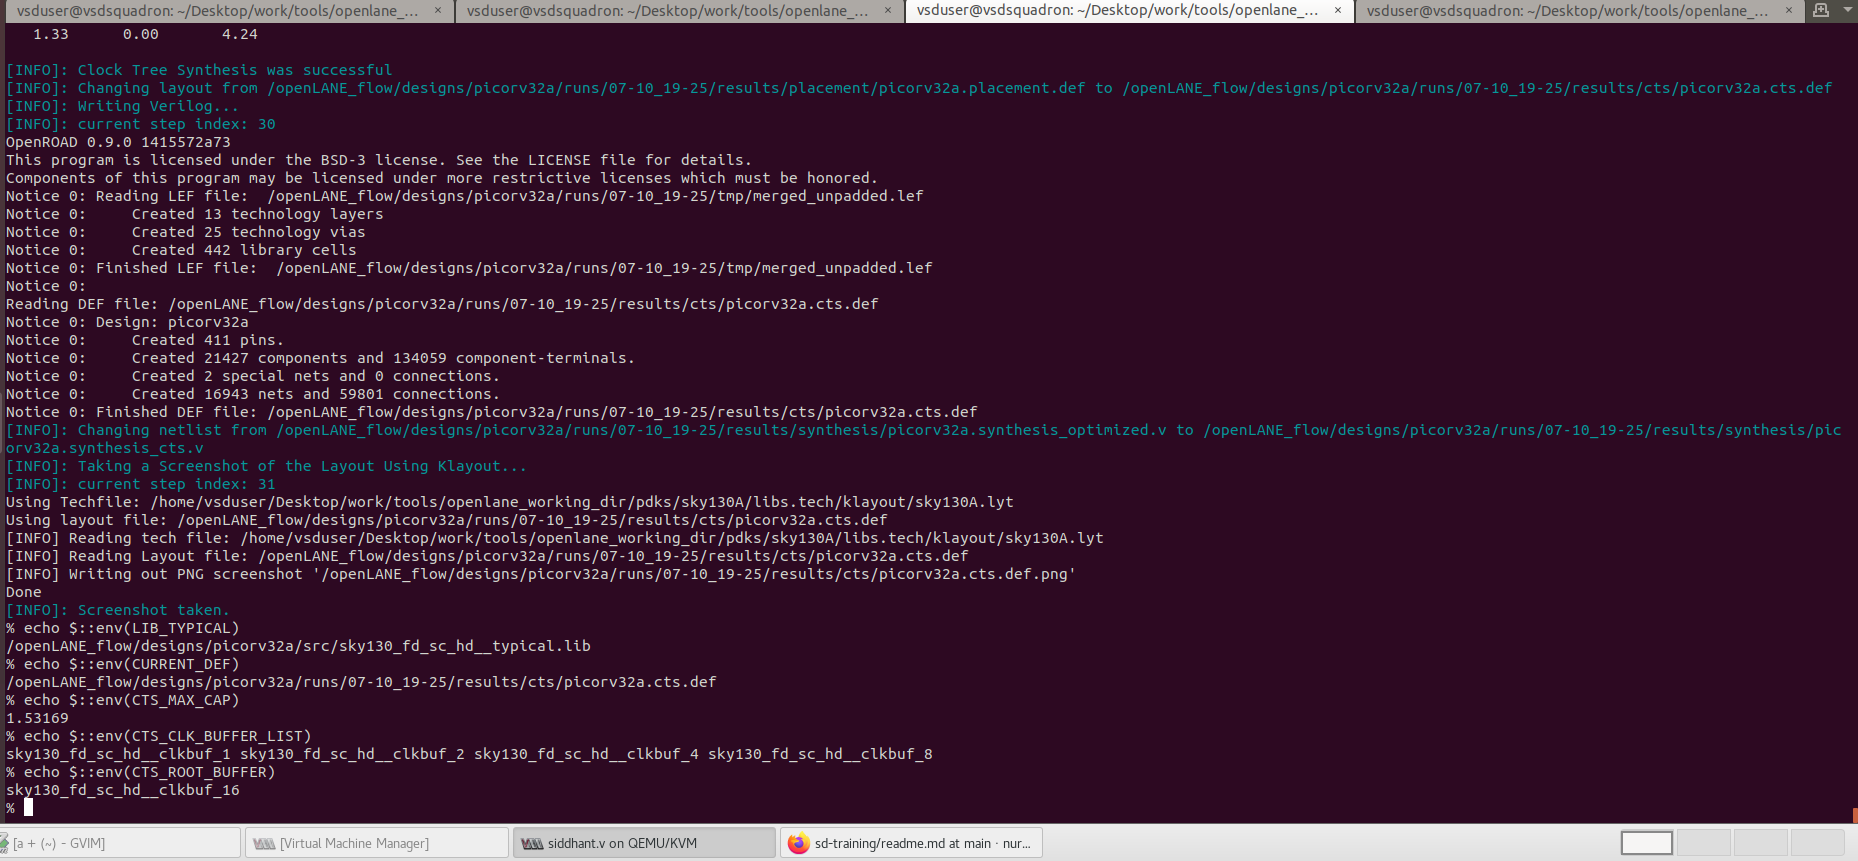 vsduser@vsdsquadron: ~/Desktop/work/tools/openlane_... × vsduser@vsdsquadron: ~/Desktop/work/tools/openlane_... × vsduser@vsdsquadron: ~/Desktop/work/tools/openlane_... × vsduser@vsdsquadron: ~/Desktop/work/tools/openlane_... ×
1.33 0.00 4.24
[INFO]: Clock Tree Synthesis was successful
[INFO]: Changing layout from /openLANE_flow/designs/picorv32a/runs/07-10_19-25/results/placement/picorv32a.placement.def to /openLANE_flow/designs/picorv32a/runs/07-10_19-25/results/cts/picorv32a.cts.def
[INFO]: Writing Verilog...
[INFO]: current step index: 30
OpenROAD 0.9.0 1415572a73
This program is licensed under the BSD-3 license. See the LICENSE file for details.
Components of this program may be licensed under more restrictive licenses which must be honored.
Notice 0: Reading LEF file:  /openLANE_flow/designs/picorv32a/runs/07-10_19-25/tmp/merged_unpadded.lef
Notice 0:     Created 13 technology layers
Notice 0:     Created 25 technology vias
Notice 0:     Created 442 library cells
Notice 0: Finished LEF file:  /openLANE_flow/designs/picorv32a/runs/07-10_19-25/tmp/merged_unpadded.lef
Notice 0:
Reading DEF file: /openLANE_flow/designs/picorv32a/runs/07-10_19-25/results/cts/picorv32a.cts.def
Notice 0: Design: picorv32a
Notice 0:     Created 411 pins.
Notice 0:     Created 21427 components and 134059 component-terminals.
Notice 0:     Created 2 special nets and 0 connections.
Notice 0:     Created 16943 nets and 59801 connections.
Notice 0: Finished DEF file: /openLANE_flow/designs/picorv32a/runs/07-10_19-25/results/cts/picorv32a.cts.def
[INFO]: Changing netlist from /openLANE_flow/designs/picorv32a/runs/07-10_19-25/results/synthesis/picorv32a.synthesis_optimized.v to /openLANE_flow/designs/picorv32a/runs/07-10_19-25/results/synthesis/pic
orv32a.synthesis_cts.v
[INFO]: Taking a Screenshot of the Layout Using Klayout...
[INFO]: current step index: 31
Using Techfile: /home/vsduser/Desktop/work/tools/openlane_working_dir/pdks/sky130A/libs.tech/klayout/sky130A.lyt
Using layout file: /openLANE_flow/designs/picorv32a/runs/07-10_19-25/results/cts/picorv32a.cts.def
[INFO] Reading tech file: /home/vsduser/Desktop/work/tools/openlane_working_dir/pdks/sky130A/libs.tech/klayout/sky130A.lyt
[INFO] Reading Layout file: /openLANE_flow/designs/picorv32a/runs/07-10_19-25/results/cts/picorv32a.cts.def
[INFO] Writing out PNG screenshot '/openLANE_flow/designs/picorv32a/runs/07-10_19-25/results/cts/picorv32a.cts.def.png'
Done
[INFO]: Screenshot taken.
% echo $::env(LIB_TYPICAL)
/openLANE_flow/designs/picorv32a/src/sky130_fd_sc_hd__typical.lib
% echo $::env(CURRENT_DEF)
/openLANE_flow/designs/picorv32a/runs/07-10_19-25/results/cts/picorv32a.cts.def
% echo $::env(CTS_MAX_CAP)
1.53169
% echo $::env(CTS_CLK_BUFFER_LIST)
sky130_fd_sc_hd__clkbuf_1 sky130_fd_sc_hd__clkbuf_2 sky130_fd_sc_hd__clkbuf_4 sky130_fd_sc_hd__clkbuf_8
% echo $::env(CTS_ROOT_BUFFER)
sky130_fd_sc_hd__clkbuf_16
%
[a + (~) - GVIM] [Virtual Machine Manager] siddhant.v on QEMU/KVM sd-training/readme.md at main · nur...